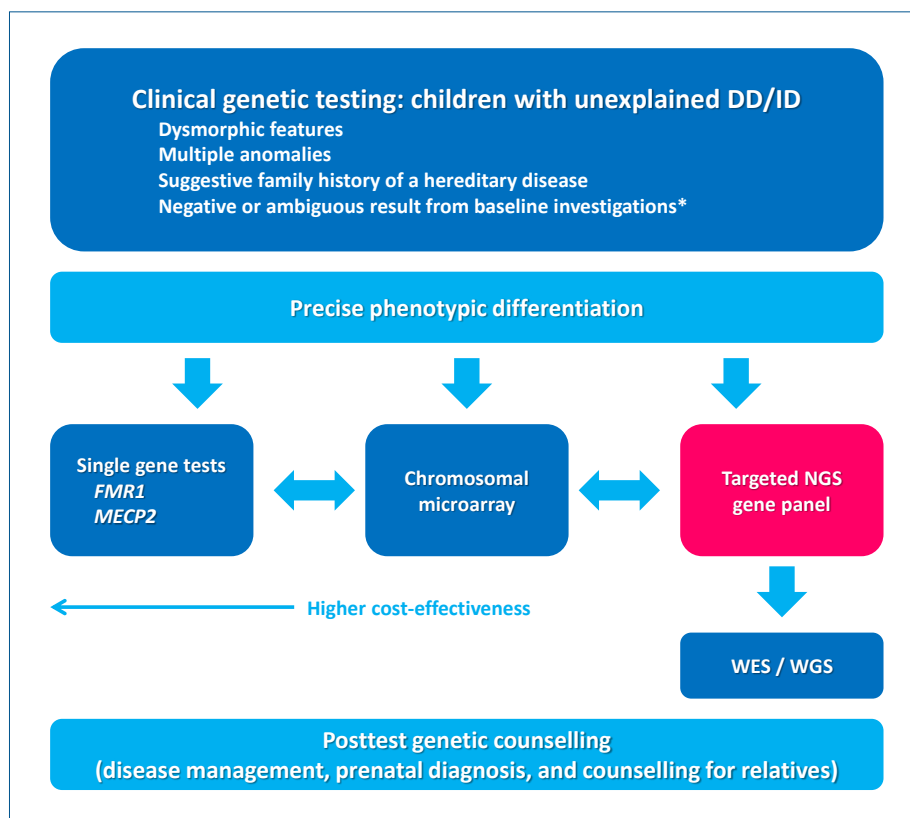 Clinical genetic testing: children with unexplained DD/ID
Dysmorphic features
Multiple anomalies
Suggestive family history of a hereditary disease
Negative or ambiguous result from baseline investigations*
Precise phenotypic differentiation
Single gene tests
FMR1
MECP2
Chromosomal
microarray
Targeted NGS
gene panel
Higher cost-effectiveness
WES / WGS
Posttest genetic counselling
(disease management, prenatal diagnosis, and counselling for relatives)